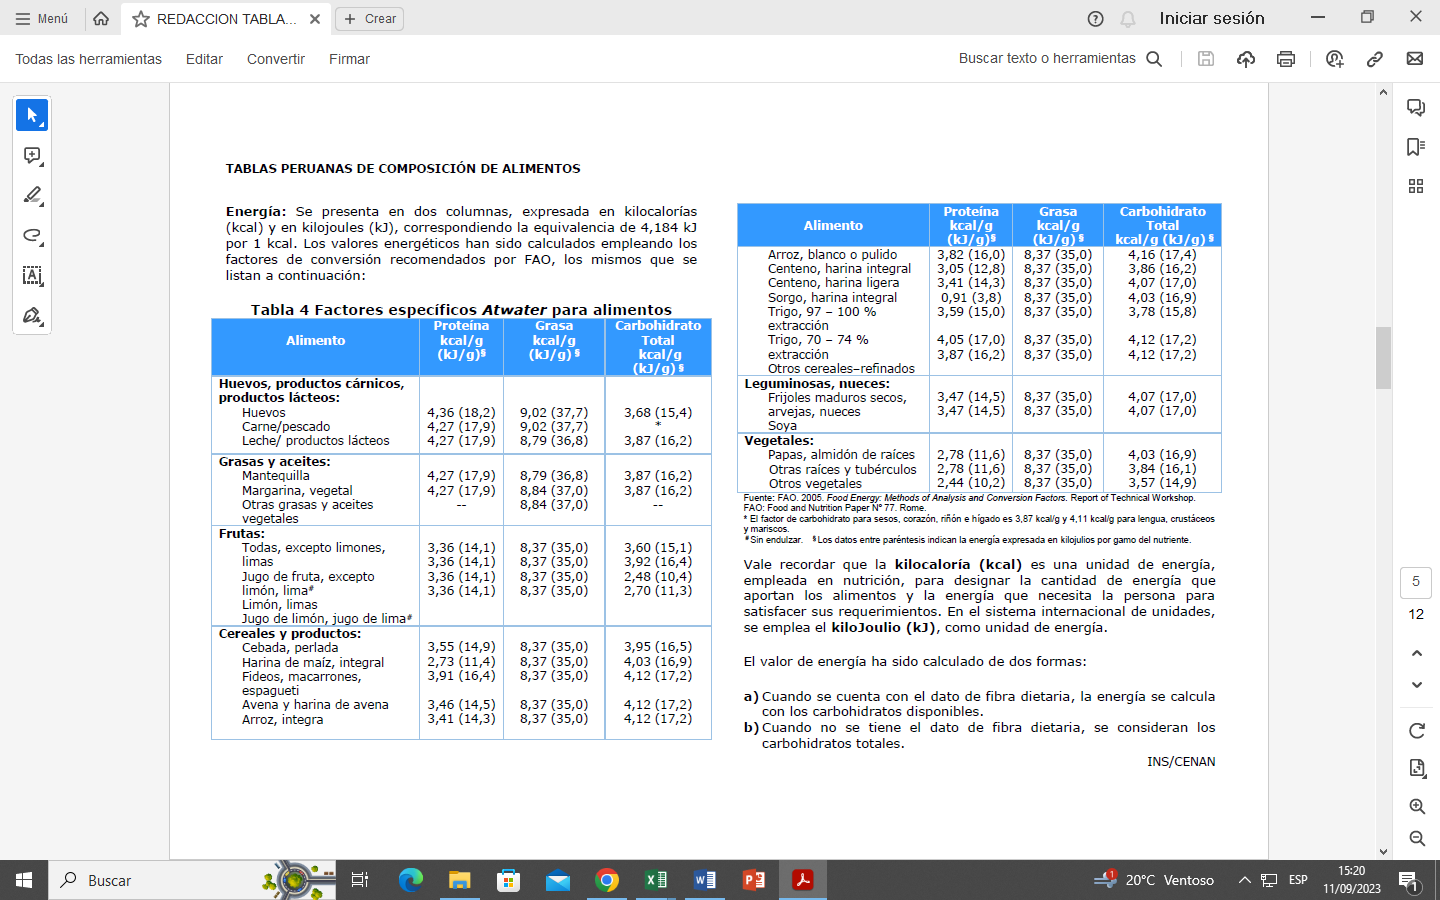 Menú
REDACCION TABLA...
Crear
Iniciar sesión
Todas las herramientas Editar Convertir Firmar
Buscar texto o herramientas
TABLAS PERUANAS DE COMPOSICIÓN DE ALIMENTOS
Energía: Se presenta en dos columnas, expresada en kilocalorías
(kcal) y en kilojoules (kJ), correspondiendo la equivalencia de 4,184 kJ
por 1 kcal. Los valores energéticos han sido calculados empleando los
factores de conversión recomendados por FAO, los mismos que se
listan a continuación:
Tabla 4 Factores específicos Atwater para alimentos
Alimento Proteína kcal/g (kJ/g)§ Grasa kcal/g (kJ/g) § Carbohidrato Total kcal/g (kJ/g) §
Huevos, productos cárnicos,
productos lácteos:
Huevos 4,36 (18,2) 9,02 (37,7) 3,68 (15,4)
Carne/pescado 4,27 (17,9) 9,02 (37,7) *
Leche/ productos lácteos 4,27 (17,9) 8,79 (36,8) 3,87 (16,2)
Grasas y aceites:
Mantequilla 4,27 (17,9) 8,79 (36,8) 3,87 (16,2)
Margarina, vegetal 4,27 (17,9) 8,84 (37,0) 3,87 (16,2)
Otras grasas y aceites -- 8,84 (37,0) --
vegetales
Frutas:
Todas, excepto limones, 3,36 (14,1) 8,37 (35,0) 3,60 (15,1)
limas 3,36 (14,1) 8,37 (35,0) 3,92 (16,4)
Jugo de fruta, excepto 3,36 (14,1) 8,37 (35,0) 2,48 (10,4)
limón, lima# 3,36 (14,1) 8,37 (35,0) 2,70 (11,3)
Limón, limas
Jugo de limón, jugo de lima#
Cereales y productos:
Cebada, perlada 3,55 (14,9) 8,37 (35,0) 3,95 (16,5)
Harina de maíz, integral 2,73 (11,4) 8,37 (35,0) 4,03 (16,9)
Fideos, macarrones, 3,91 (16,4) 8,37 (35,0) 4,12 (17,2)
espagueti
Avena y harina de avena 3,46 (14,5) 8,37 (35,0) 4,12 (17,2)
Arroz, integra 3,41 (14,3) 8,37 (35,0) 4,12 (17,2)
Alimento Proteína kcal/g (kJ/g)§ Grasa kcal/g (kJ/g) § Carbohidrato Total kcal/g (kJ/g) §
Arroz, blanco o pulido 3,82 (16,0) 8,37 (35,0) 4,16 (17,4)
Centeno, harina integral 3,05 (12,8) 8,37 (35,0) 3,86 (16,2)
Centeno, harina ligera 3,41 (14,3) 8,37 (35,0) 4,07 (17,0)
Sorgo, harina integral 0,91 (3,8) 8,37 (35,0) 4,03 (16,9)
Trigo, 97 – 100 % 3,59 (15,0) 8,37 (35,0) 3,78 (15,8)
extracción
Trigo, 70 – 74 % 4,05 (17,0) 8,37 (35,0) 4,12 (17,2)
extracción 3,87 (16,2) 8,37 (35,0) 4,12 (17,2)
Otros cereales–refinados
Leguminosas, nueces:
Frijoles maduros secos, 3,47 (14,5) 8,37 (35,0) 4,07 (17,0)
arvejas, nueces 3,47 (14,5) 8,37 (35,0) 4,07 (17,0)
Soya
Vegetales:
Papas, almidón de raíces 2,78 (11,6) 8,37 (35,0) 4,03 (16,9)
Otras raíces y tubérculos 2,78 (11,6) 8,37 (35,0) 3,84 (16,1)
Otros vegetales 2,44 (10,2) 8,37 (35,0) 3,57 (14,9)
Fuente: FAO. 2005. Food Energy: Methods of Analysis and Conversion Factors. Report of Technical Workshop.
FAO: Food and Nutrition Paper Nº 77. Rome.
* El factor de carbohidrato para sesos, corazón, riñón e hígado es 3,87 kcal/g y 4,11 kcal/g para lengua, crustáceos
y mariscos.
#Sin endulzar. §Los datos entre paréntesis indican la energía expresada en kilojulios por gamo del nutriente.
Vale recordar que la kilocaloría (kcal) es una unidad de energía,
empleada en nutrición, para designar la cantidad de energía que
aportan los alimentos y la energía que necesita la persona para
satisfacer sus requerimientos. En el sistema internacional de unidades,
se emplea el kiloJoulio (kJ), como unidad de energía.
El valor de energía ha sido calculado de dos formas:
a) Cuando se cuenta con el dato de fibra dietaria, la energía se calcula
con los carbohidratos disponibles.
b) Cuando no se tiene el dato de fibra dietaria, se consideran los
carbohidratos totales.
INS/CENAN
5
12
Buscar
20°C Ventoso
ESP
15:20
11/09/2023
1
1